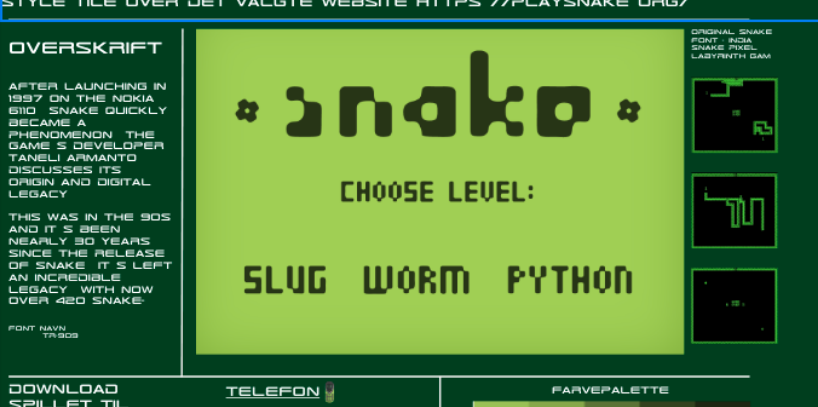 STYLE TILE OVER DET VALGTE WEBSITE HTTPS //PLAYSNAKE ORG/
OVERSKRIFT
AFTER LAUNCHING IN
1997 ON THE NOKIA
6110 SNAKE QUICKLY
BECAME A
PHENOMENON THE
GAME S DEVELOPER
TANELI ARMANTO
DISCUSSES ITS
ORIGIN AND DIGITAL
LEGACY
THIS WAS IN THE 90S
AND IT S BEEN
NEARLY 30 YEARS
SINCE THE RELEASE
OF SNAKE IT S LEFT
AN INCREDIBLE
LEGACY WITH NOW
OVER 420 SNAKE-
FONT NAVN
TR-909
snake
CHOOSE LEVEL:
SLUG WORM PYTHON
ORIGINAL SNAKE
FONT - INDIA
SNAKE PIXEL
LABYRINTH GAM
DOWNLOAD
SPILLET TIL
TELEFON
FARVEPALETTE